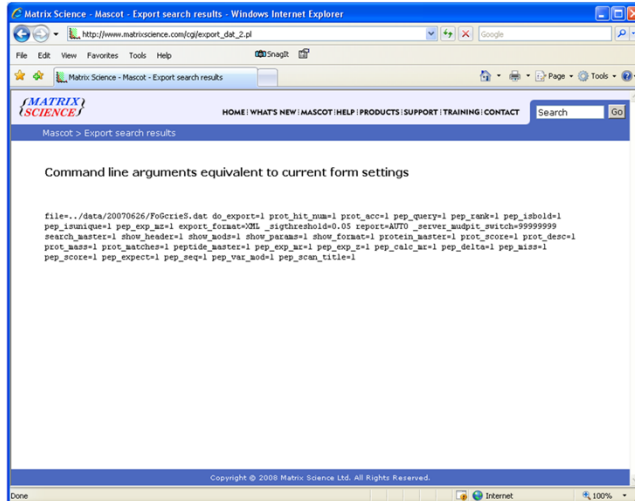 Matrix Science - Mascot - Export search results - Windows Internet Explorer
http://www.matrixscience.com/cgi/export_dat_2.pl
Google
File Edit View Favorites Tools Help
SnagIt
Matrix Science - Mascot - Export search results
Page Tools
MATRIX
SCIENCE
HOME | WHAT'S NEW | MASCOT | HELP | PRODUCTS | SUPPORT | TRAINING | CONTACT
Search Go
Mascot > Export search results
Command line arguments equivalent to current form settings
file=../data/20070626/FoGcrieS.dat do_export=1 prot_hit_num=1 prot_acc=1 pep_query=1 pep_rank=1 pep_isbold=1
pep_isunique=1 pep_exp_mz=1 export_format=XML _sigthreshold=0.05 report=AUTO _server_mudpit_switch=99999999
search_master=1 show_header=1 show_mods=1 show_params=1 show_format=1 protein_master=1 prot_score=1 prot_desc=1
prot_mass=1 prot_matches=1 peptide_master=1 pep_exp_mr=1 pep_exp_z=1 pep_calc_mr=1 pep_delta=1 pep_miss=1
pep_score=1 pep_expect=1 pep_seq=1 pep_var_mod=1 pep_scan_title=1
Copyright © 2008 Matrix Science Ltd. All Rights Reserved.
Done
Internet
100%